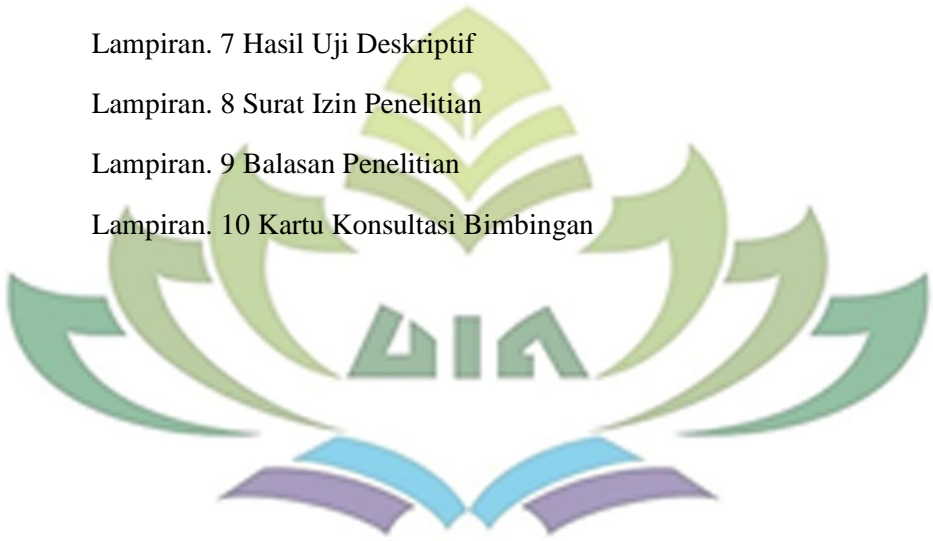 Lampiran. 7 Hasil Uji Deskriptif
Lampiran. 8 Surat Izin Penelitian
Lampiran. 9 Balasan Penelitian
Lampiran. 10 Kartu Konsultasi Bimbingan
UIN